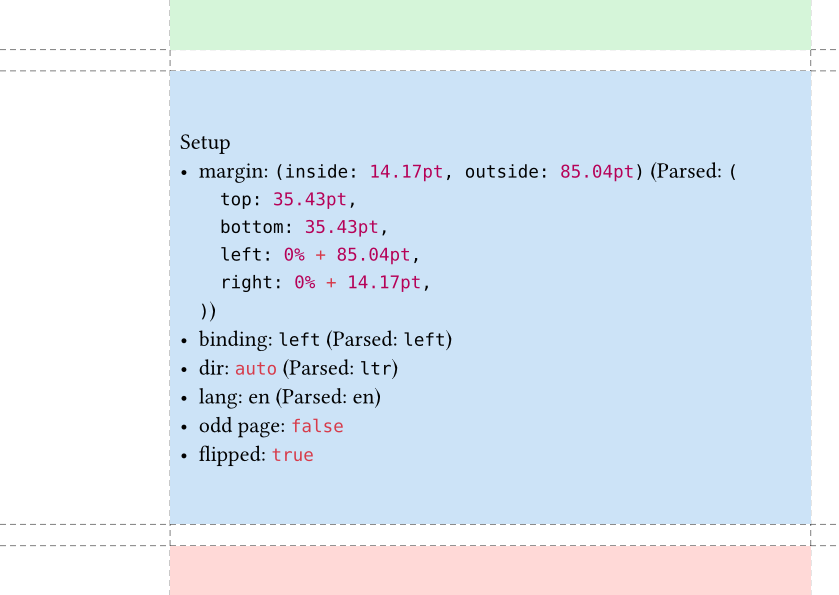 Setup
• margin: (inside: 14.17pt, outside: 85.04pt) (Parsed: (
top: 35.43pt,
bottom: 35.43pt,
left: 0% + 85.04pt,
right: 0% + 14.17pt,
))
• binding: left (Parsed: left)
• dir: auto (Parsed: ltr)
• lang: en (Parsed: en)
• odd page: false
• flipped: true